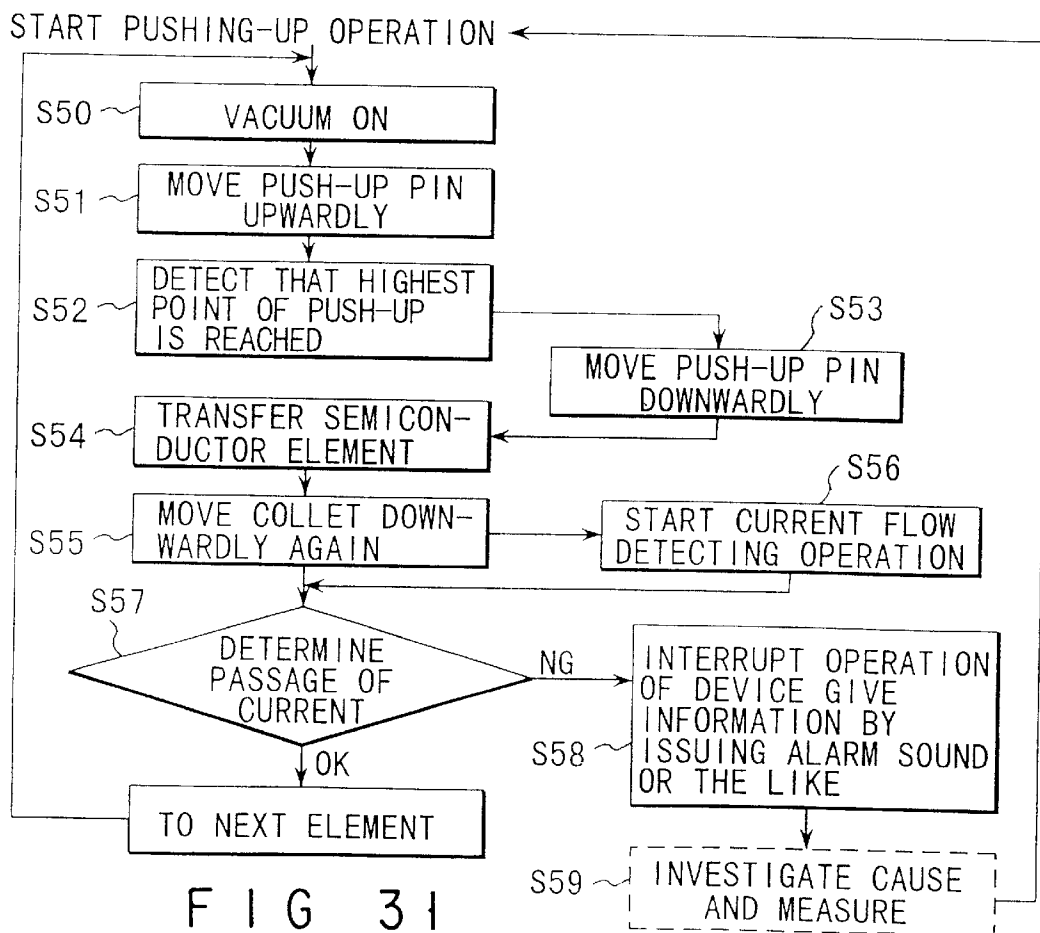 START PUSHING-UP OPERATION
S50
VACUUM ON
S51
MOVE PUSH-UP PIN
UPWARDLY
S52
DETECT THAT HIGHEST
POINT OF PUSH-UP
IS REACHED
S53
MOVE PUSH-UP PIN
DOWNWARDLY
S54
TRANSFER SEMICON-
DUCTOR ELEMENT
S55
MOVE COLLET DOWN-
WARDLY AGAIN
S56
START CURRENT FLOW
DETECTING OPERATION
S57
DETERMINE
PASSAGE OF
CURRENT
NG
OK
S58
INTERRUPT OPERATION
OF DEVICE GIVE
INFORMATION BY
ISSUING ALARM SOUND
OR THE LIKE
TO NEXT ELEMENT
S59
INVESTIGATE CAUSE
AND MEASURE
FIG 31